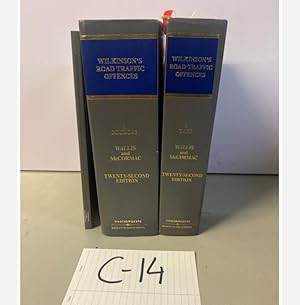 WILKINSON'S
ROAD TRAFFIC
OFFENCES
WALLIS
and
McCORMAC
TWENTY-SECOND
EDITION
THOMSON
WILKINSON'S
ROAD TRAFFIC
OFFENCES
WALLIS
and
McCORMAC
TWENTY-SECOND
EDITION
THOMSON
C-14